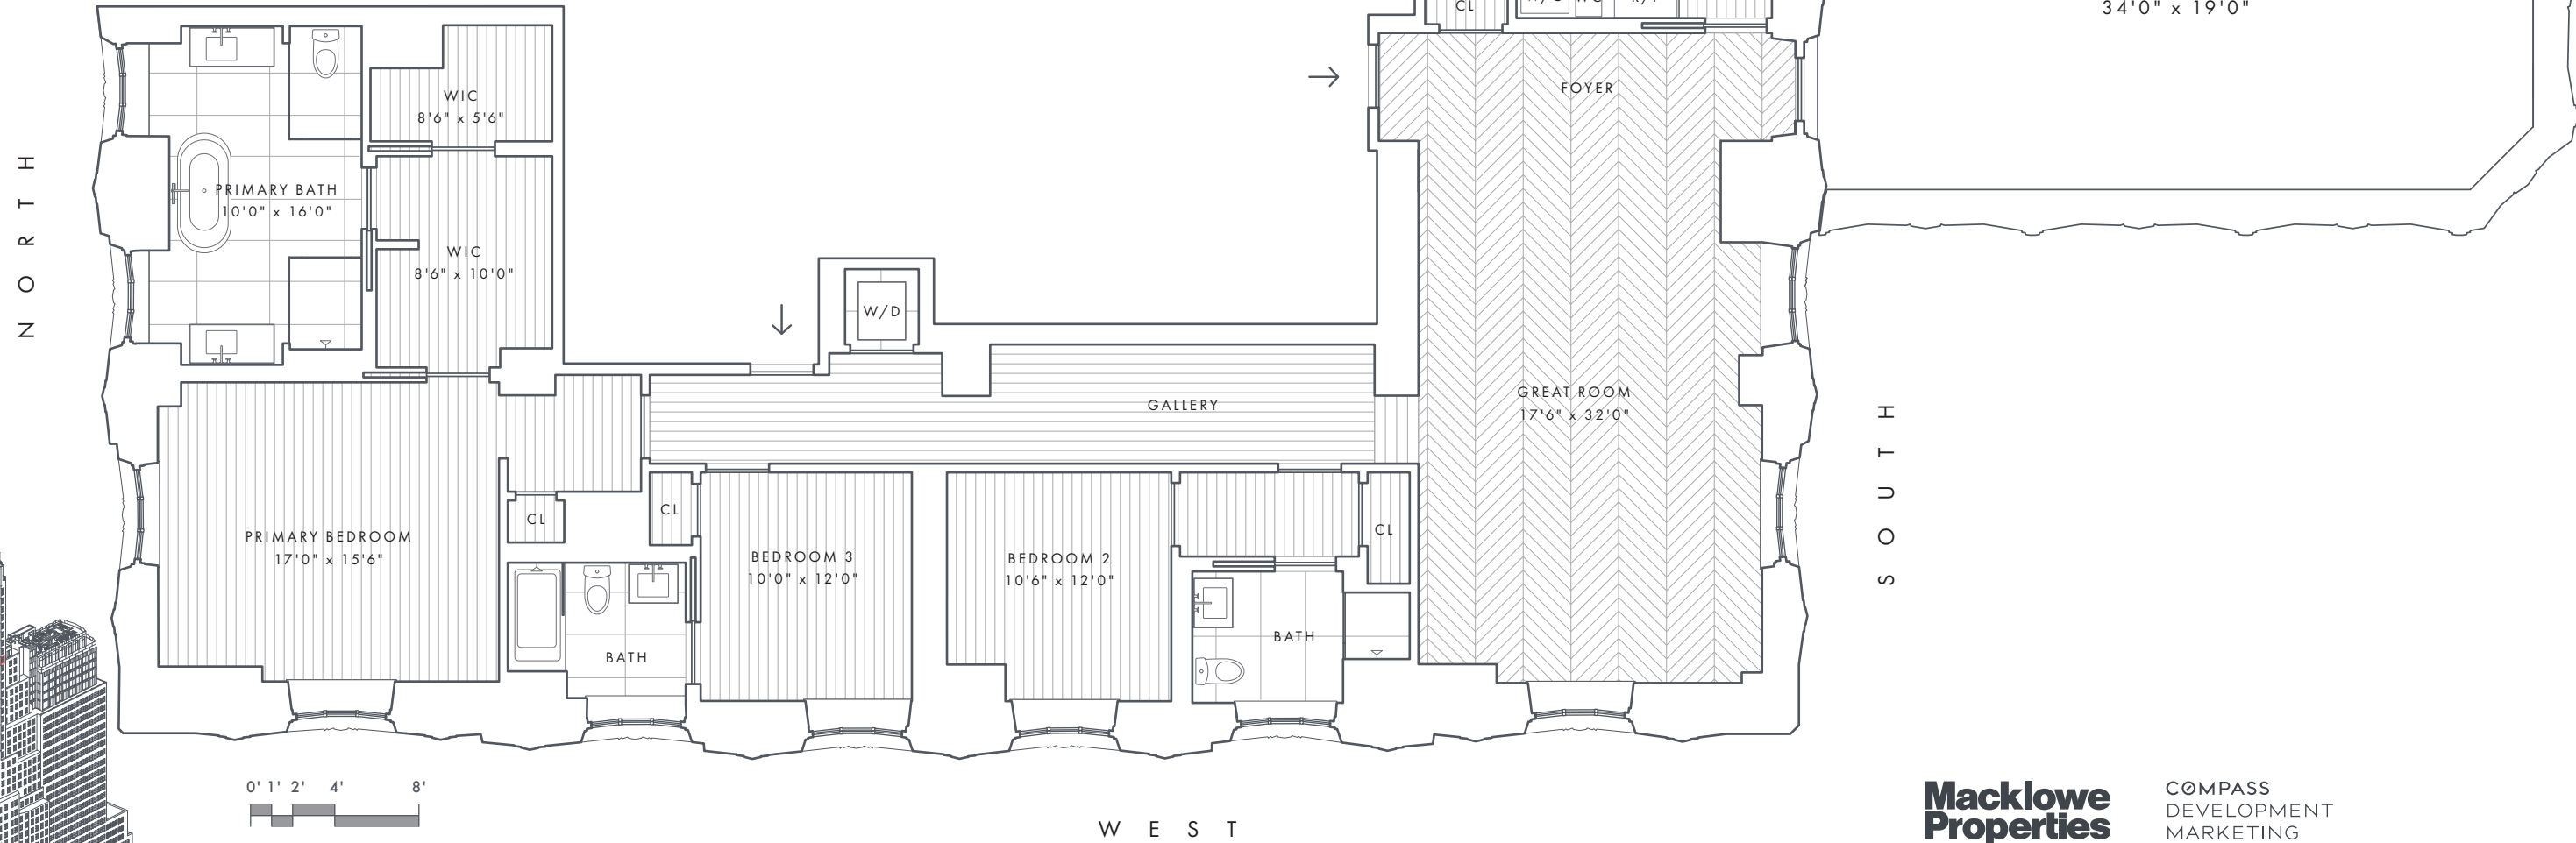 CL
34'0" x 19'0"
FOYER
WIC
8'6" x 5'6"
PRIMARY BATH
10'0" x 16'0"
WIC
8'6" x 10'0"
NORTH
W/D
GALLERY
GREAT ROOM
17'6" x 32'0"
SOUTH
CL
CL
CL
PRIMARY BEDROOM
17'0" x 15'6"
BEDROOM 3
10'0" x 12'0"
BEDROOM 2
10'6" x 12'0"
BATH
BATH
0' 1' 2' 4' 8'
WEST
Macklowe
Properties
COMPASS
DEVELOPMENT
MARKETING